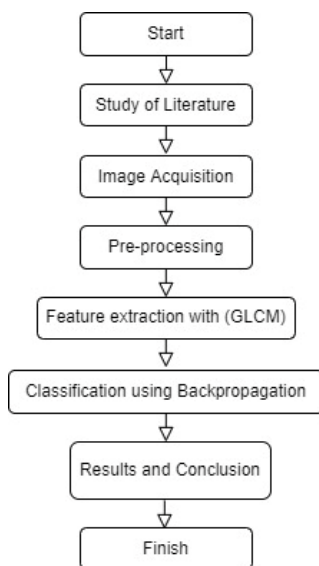 Start
Study of Literature
Image Acquisition
Pre-processing
Feature extraction with (GLCM)
Classification using Backpropagation
Results and Conclusion
Finish